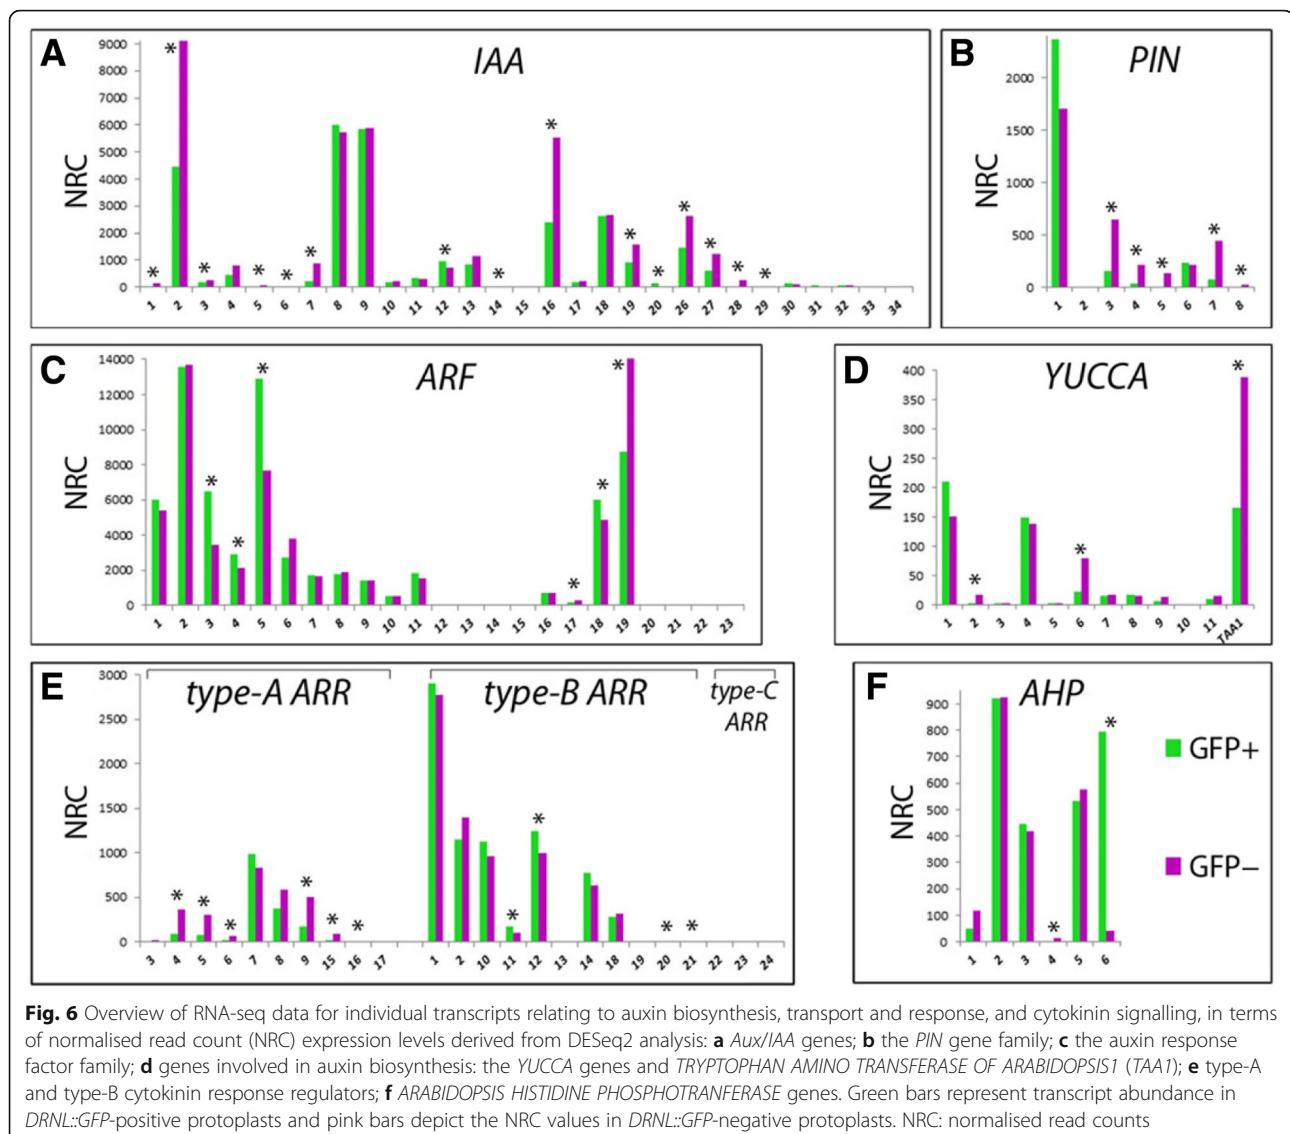 A
IAA
NRC
9000
8000
7000
6000
5000
4000
3000
2000
1000
0
* * * * * * * * * * * * * * *
1 2 3 4 5 6 7 8 9 10 11 12 13 14 16 17 18 19 20 26 27 28 29 30 31 32 33 34
B
PIN
NRC
2000
1500
1000
500
0
* * * * *
1 2 3 4 5 6 7 8
C
ARF
NRC
14000
12000
10000
8000
6000
4000
2000
0
* * * * * *
1 2 3 4 5 6 7 8 9 10 11 12 13 14 15 16 17 18 19 20 21 22 23
D
YUCCA
NRC
400
350
300
250
200
150
100
50
0
* * *
1 2 3 4 5 6 7 8 9 10 11 TAA1
E
type-A ARR
type-B ARR
type-C
ARR
NRC
3000
2500
2000
1500
1000
500
0
* * * * * * * * * *
3 4 5 6 7 8 9 15 16 17 1 2 10 11 12 13 14 18 19 20 21 22 23 24
F
AHP
NRC
900
800
700
600
500
400
300
200
100
0
* *
1 2 3 4 5 6
GFP+
GFP−
Fig. 6 Overview of RNA-seq data for individual transcripts relating to auxin biosynthesis, transport and response, and cytokinin signalling, in terms
of normalised read count (NRC) expression levels derived from DESeq2 analysis: a Aux/IAA genes; b the PIN gene family; c the auxin response
factor family; d genes involved in auxin biosynthesis: the YUCCA genes and TRYPTOPHAN AMINO TRANSFERASE OF ARABIDOPSIS1 (TAA1); e type-A
and type-B cytokinin response regulators; f ARABIDOPSIS HISTIDINE PHOSPHOTRANFERASE genes. Green bars represent transcript abundance in
DRNL::GFP-positive protoplasts and pink bars depict the NRC values in DRNL::GFP-negative protoplasts. NRC: normalised read counts